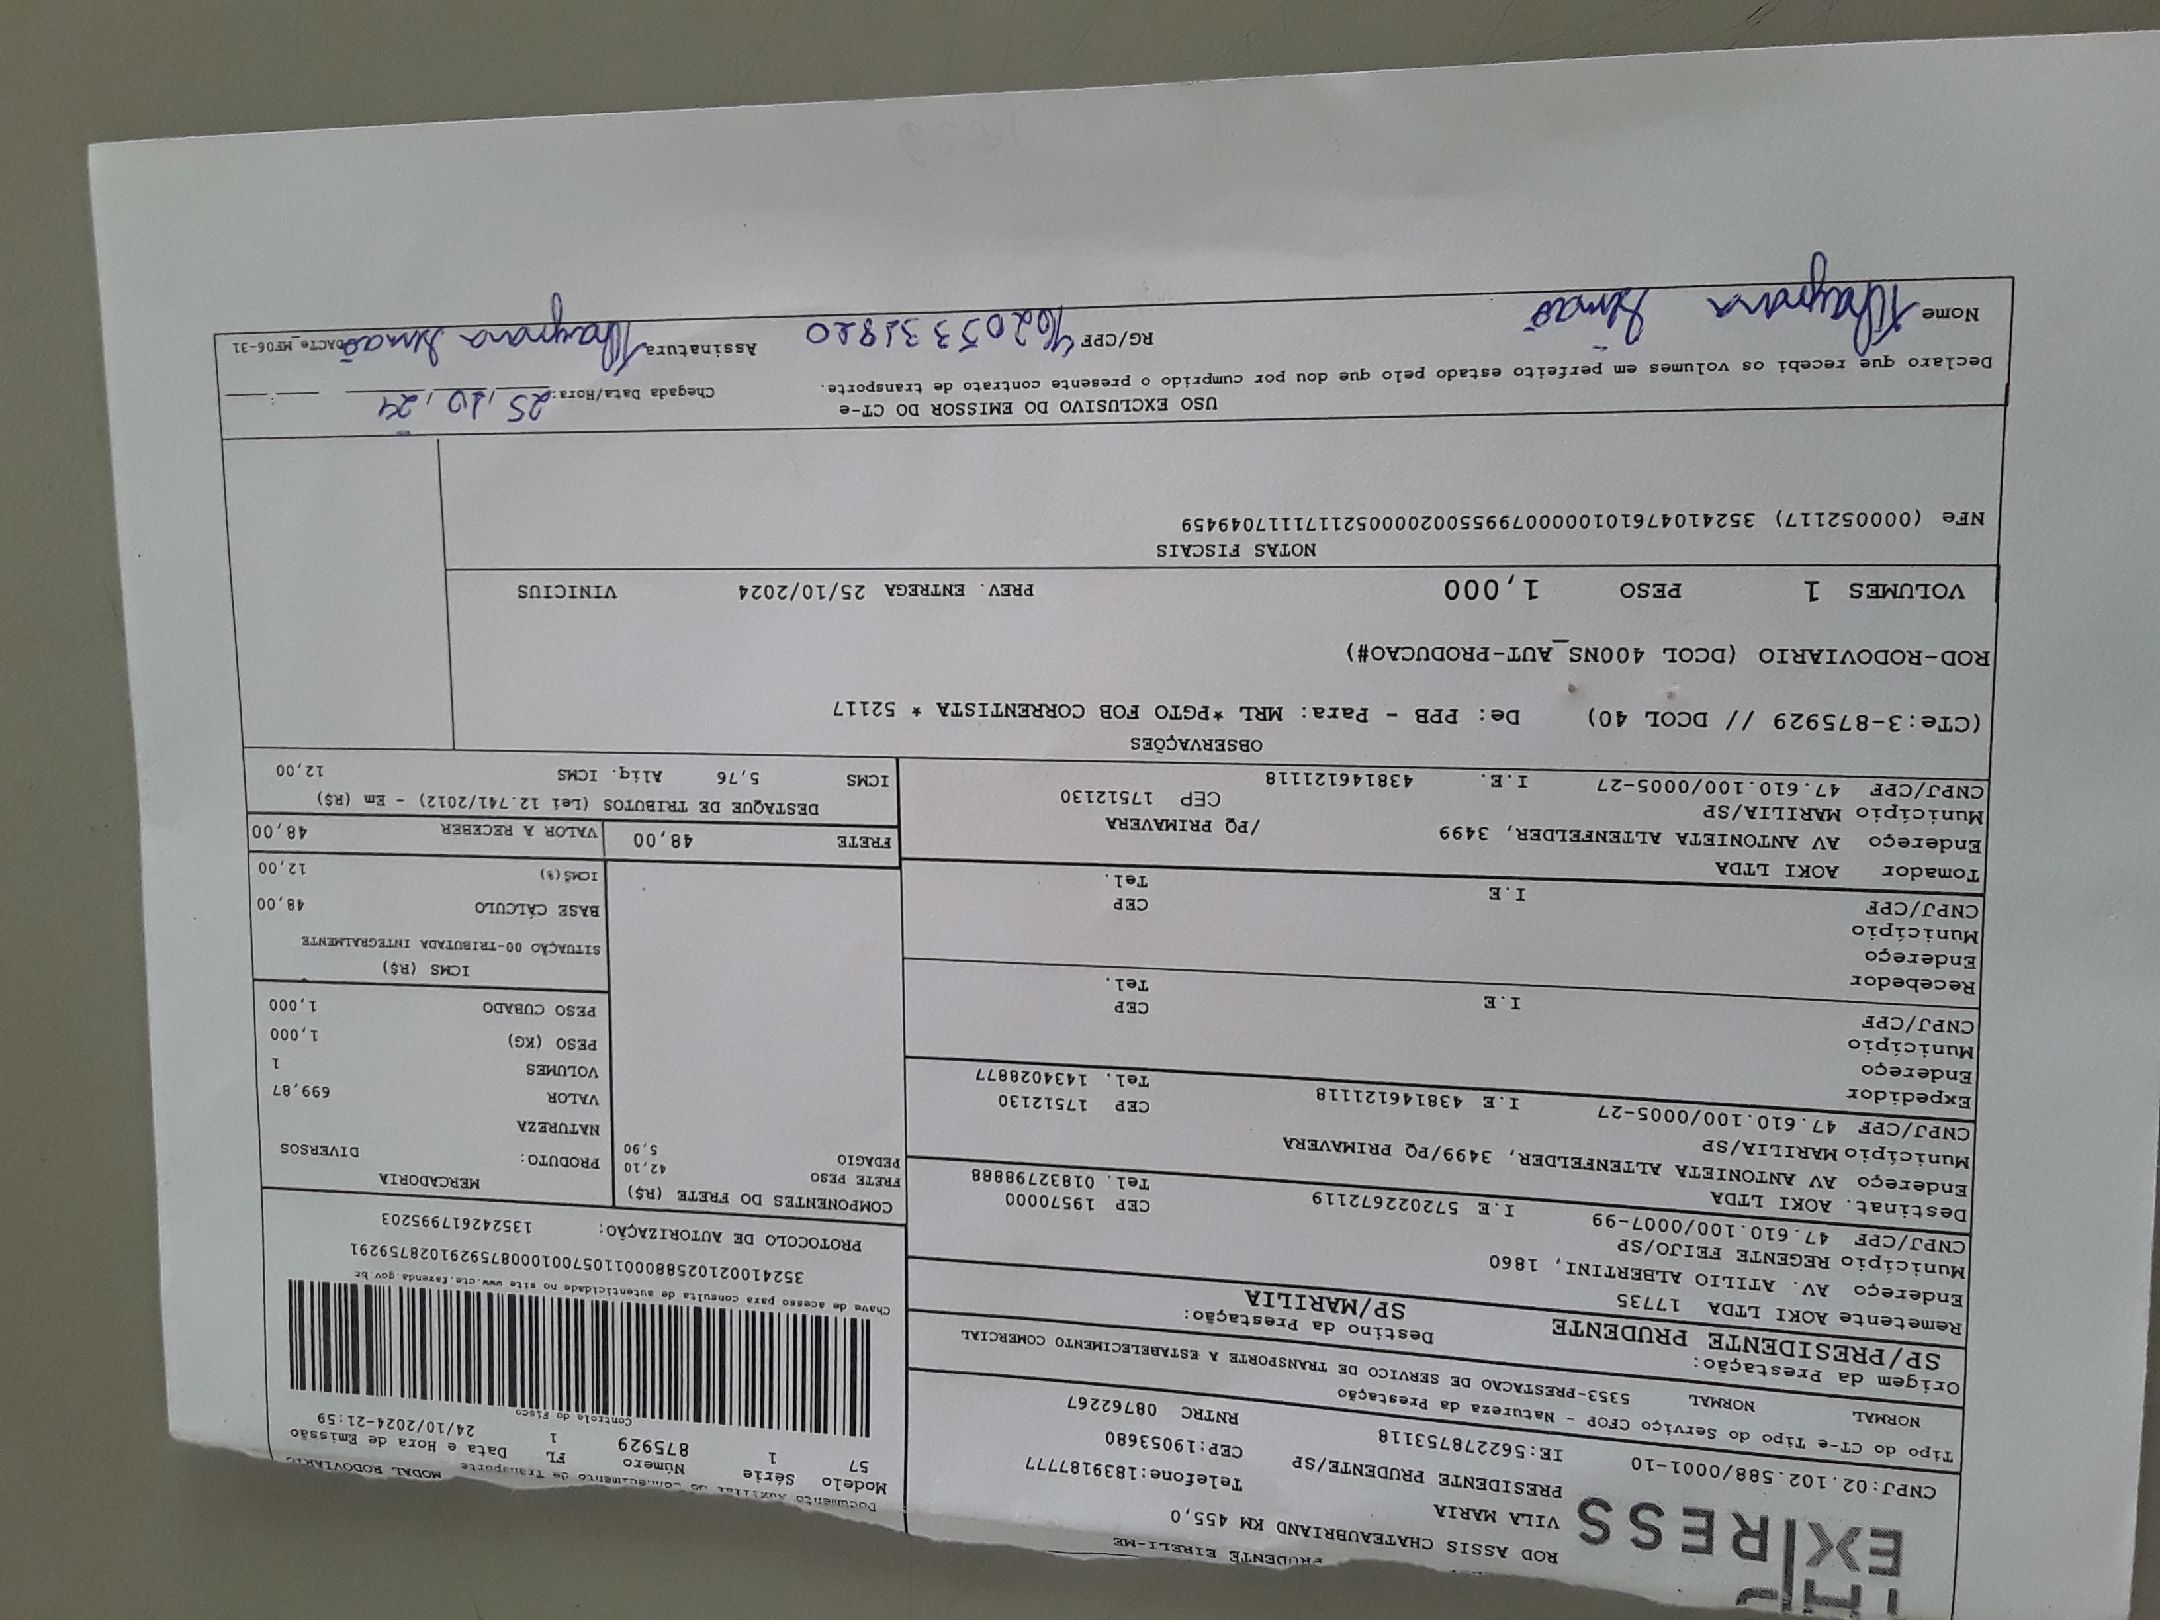 PRUDENTE EIRELI-ME
EXPRESS
ROD ASSIS CHATEAUBRIAND KM 455,0
VILA MARIA Telefone:1839187777
PRESIDENTE PRUDENTE/SP CEP:19053680
CNPJ:02.102.588/0001-10 IE:562278753118 RNTRC 08762267
Documento Auxiliar do Conhecimento de Transporte MODAL RODOVIÁRIO
Modelo Série Número FL Data e Hora de Emissão
57 1 875929 1 24/10/2024-21:59
Controle do Fisco
Chave de acesso para consulta de autenticidade no site www.cte.fazenda.gov.br
35241002102588000110570010008759291028759291
PROTOCOLO DE AUTORIZAÇÃO: 135242617995203
Tipo do CT-e Tipo do Serviço CFOP - Natureza da Prestação
NORMAL NORMAL 5353-PRESTACAO DE SERVICO DE TRANSPORTE A ESTABELECIMENTO COMERCIAL
Origem da Prestação: Destino da Prestação:
SP/PRESIDENTE PRUDENTE SP/MARILIA
Remetente AOKI LTDA 17735
Endereço AV. ATILIO ALBERTINI, 1860
Município REGENTE FEIJO/SP CEP 19570000
CNPJ/CPF 47.610.100/0007-99 I.E 572022672119 Tel. 01832798888
Destinat. AOKI LTDA
Endereço AV ANTONIETA ALTENFELDER, 3499/PQ PRIMAVERA
Município MARILIA/SP CEP 17512130
CNPJ/CPF 47.610.100/0005-27 I.E 438146121118 Tel. 1434028877
Expedidor
Endereço
Município CEP
CNPJ/CPF I.E Tel.
Recebedor
Endereço
Município CEP
CNPJ/CPF I.E Tel.
Tomador AOKI LTDA
Endereço AV ANTONIETA ALTENFELDER, 3499 /PQ PRIMAVERA
Município MARILIA/SP CEP 17512130
CNPJ/CPF 47.610.100/0005-27 I.E. 438146121118
COMPONENTES DO FRETE (R$)
FRETE PESO 42,10
PEDAGIO 5,90
MERCADORIA
PRODUTO: DIVERSOS
NATUREZA
VALOR 699,87
VOLUMES 1
PESO (KG) 1,000
PESO CUBADO 1,000
ICMS (R$)
SITUAÇÃO 00-TRIBUTADA INTEGRALMENTE
BASE CÁLCULO 48,00
ICMS(%) 12,00
FRETE 48,00 VALOR A RECEBER 48,00
DESTAQUE DE TRIBUTOS (Lei 12.741/2012) - Em (R$)
ICMS 5,76 Aliq. ICMS 12,00
OBSERVAÇÕES
(CTe:3-875929 // DCOL 40) De: PPB - Para: MRL *PGTO FOB CORRENTISTA * 52117
ROD-RODOVIARIO (DCOL 400NS_AUT-PRODUCAO#)
VOLUMES 1 PESO 1,000 PREV. ENTREGA 25/10/2024 VINICIUS
NOTAS FISCAIS
NFe (000052117) 35241047610100000799550020000521171117049459
USO EXCLUSIVO DO EMISSOR DO CT-e Chegada Data/Hora: 25,10,24
Declaro que recebi os volumes em perfeito estado pelo que dou por cumprido o presente contrato de transporte.
Nome Thaynara Simão RG/CPF 46205331820 Assinatura Thaynara Simão DACTe_MF06-31